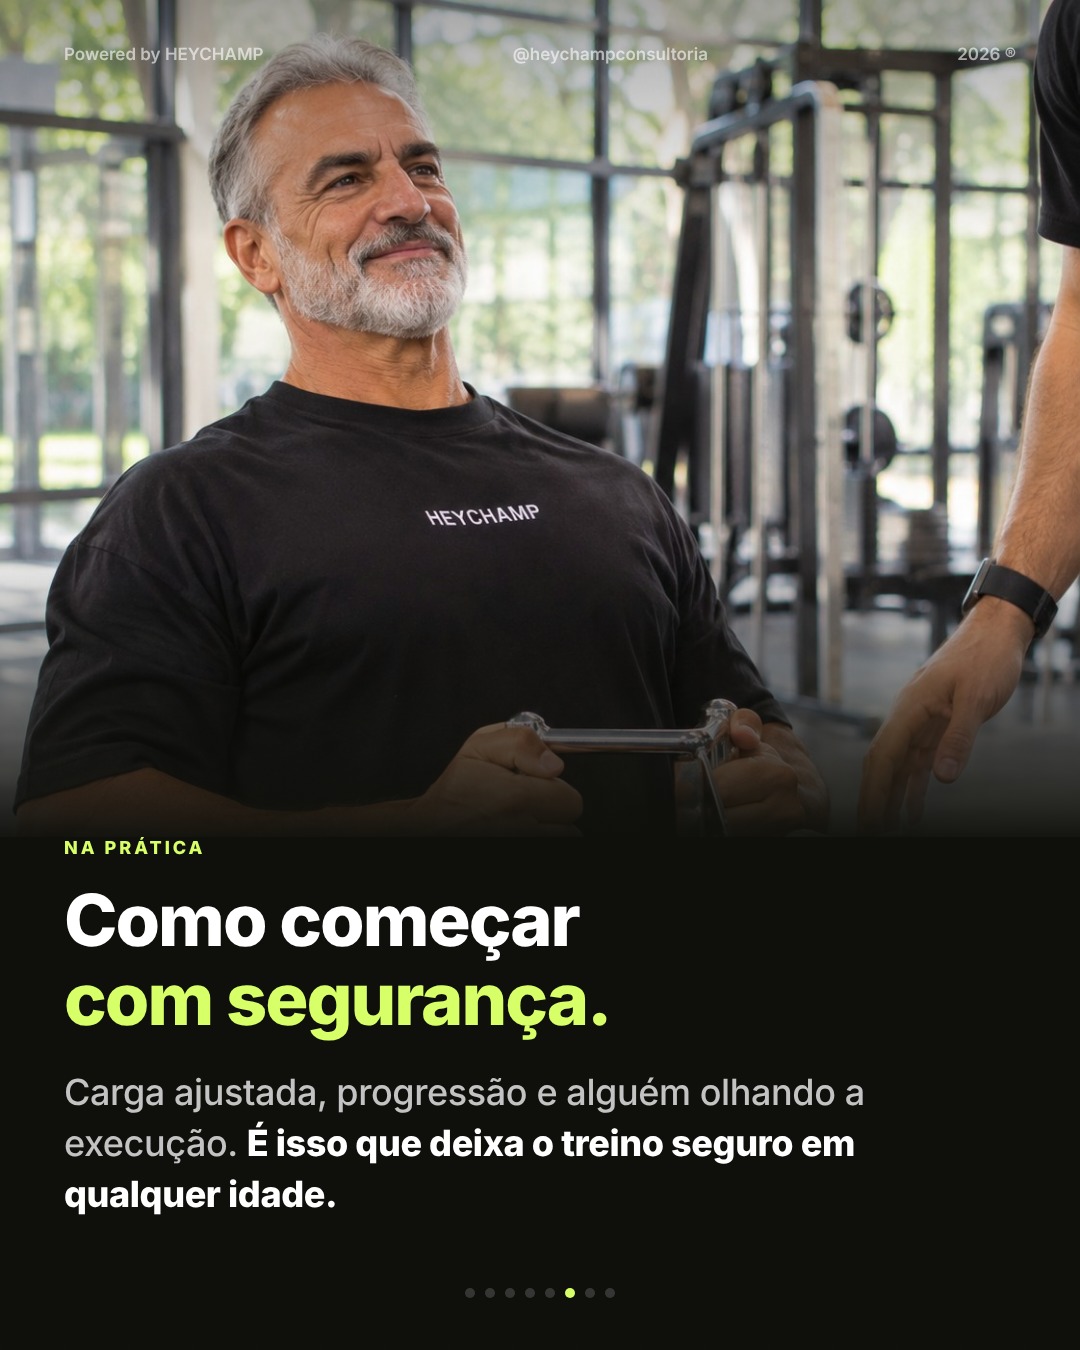 Powered by HEYCHAMP
@heychampconsultoria
2026 ®
HEYCHAMP
NA PRÁTICA
Como começar
com segurança.
Carga ajustada, progressão e alguém olhando a
execução. É isso que deixa o treino seguro em
qualquer idade.